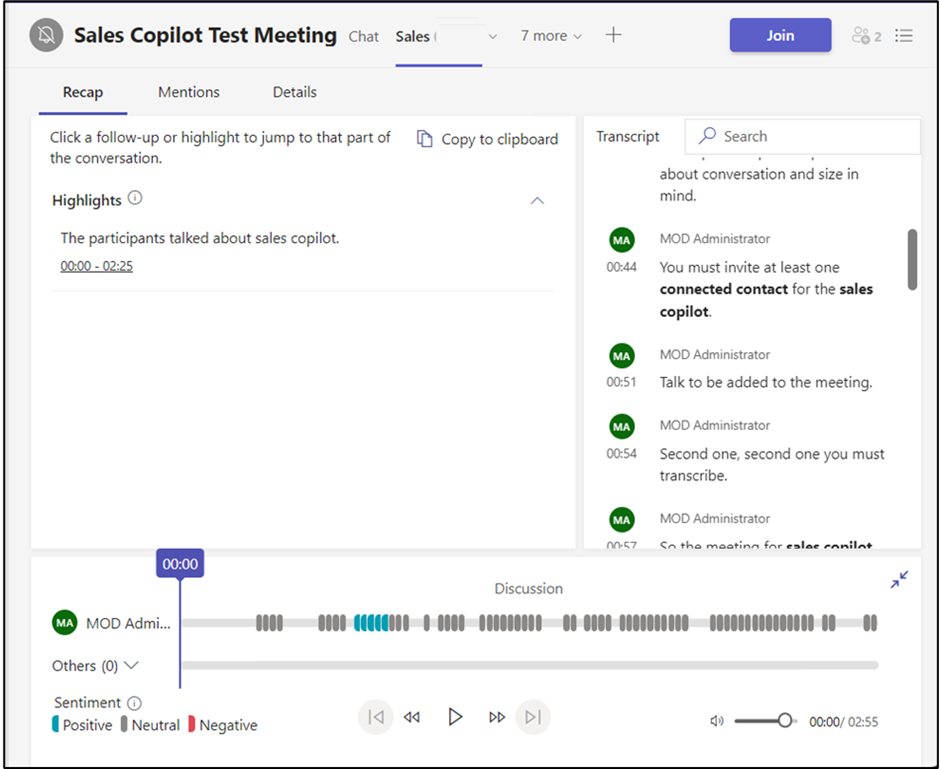 Sales Copilot Test Meeting Chat Sales ( 7 more Join 2
Recap Mentions Details
Click a follow-up or highlight to jump to that part of
the conversation.
Copy to clipboard
Highlights
The participants talked about sales copilot.
00:00 - 02:25
Transcript Search
about conversation and size in
mind.
MA MOD Administrator
00:44 You must invite at least one
connected contact for the sales
copilot.
MA MOD Administrator
00:51 Talk to be added to the meeting.
MA MOD Administrator
00:54 Second one, second one you must
transcribe.
MA MOD Administrator
00:57 So the meeting for sales copilot
00:00
Discussion
MA MOD Admi...
Others (0)
Sentiment
Positive Neutral Negative
00:00/ 02:55